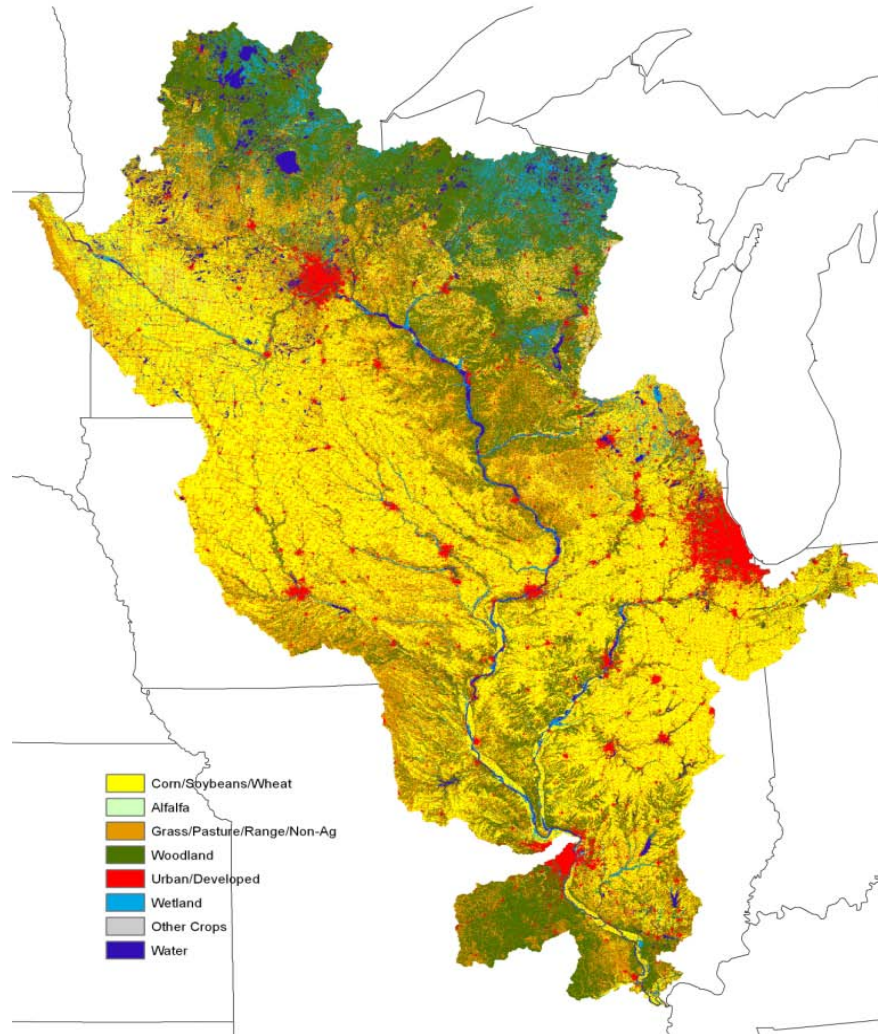 Corn/Soybeans/Wheat
Alfalfa
Grass/Pasture/Range/Non-Ag
Woodland
Urban/Developed
Wetland
Other Crops
Water